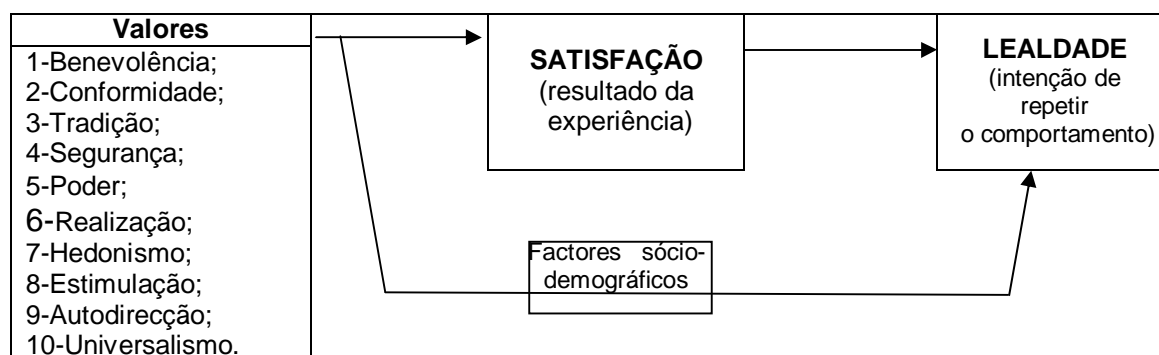 Valores
1-Benevolência;
2-Conformidade;
3-Tradição;
4-Segurança;
5-Poder;
6-Realização;
7-Hedonismo;
8-Estimulação;
9-Autodirecção;
10-Universalismo.
SATISFAÇÃO
(resultado da
experiência)
LEALDADE
(intenção de
repetir
o comportamento)
Factores sócio-
demográficos